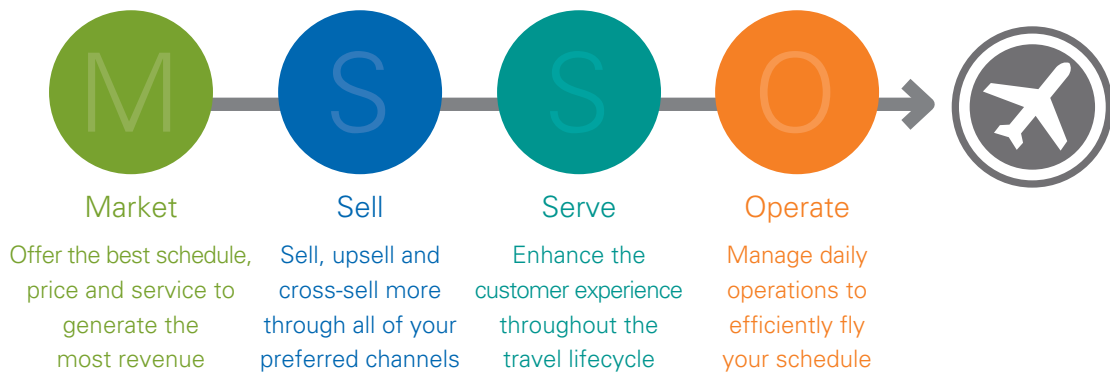 M
S
S
O
Market
Offer the best schedule,
price and service to
generate the
most revenue
Sell
Sell, upsell and
cross-sell more
through all of your
preferred channels
Serve
Enhance the
customer experience
throughout the
travel lifecycle
Operate
Manage daily
operations to
efficiently fly
your schedule